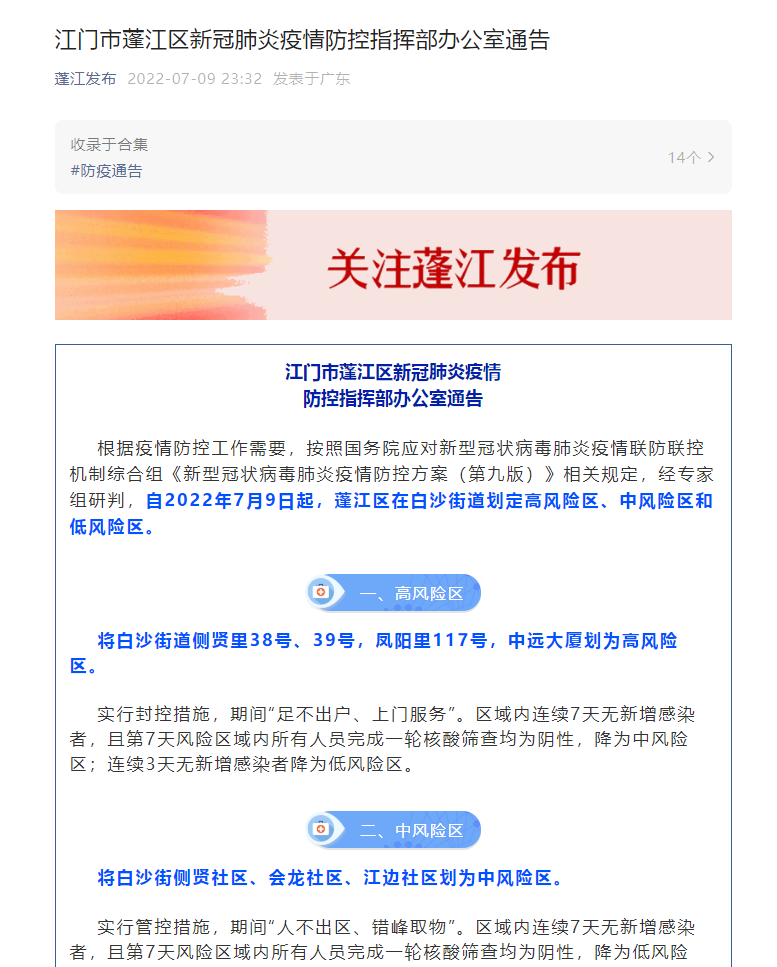 江门市蓬江区新冠肺炎疫情防控指挥部办公室通告
蓬江发布 2022-07-09 23:32 发表于广东
收录于合集
#防疫通告
14个
关注蓬江发布
江门市蓬江区新冠肺炎疫情
防控指挥部办公室通告
根据疫情防控工作需要，按照国务院应对新型冠状病毒肺炎疫情联防联控
机制综合组《新型冠状病毒肺炎疫情防控方案（第九版）》相关规定，经专家
组研判，自2022年7月9日起，蓬江区在白沙街道划定高风险区、中风险区和
低风险区。
一、高风险区
将白沙街道侧贤里38号、39号，凤阳里117号，中远大厦划为高风险
区。
实行封控措施，期间“足不出户、上门服务”。区域内连续7天无新增感染
者，且第7天风险区域内所有人员完成一轮核酸筛查均为阴性，降为中风险
区；连续3天无新增感染者降为低风险区。
二、中风险区
将白沙街侧贤社区、会龙社区、江边社区划为中风险区。
实行管控措施，期间“人不出区、错峰取物”。区域内连续7天无新增感染
者，且第7天风险区域内所有人员完成一轮核酸筛查均为阴性，降为低风险